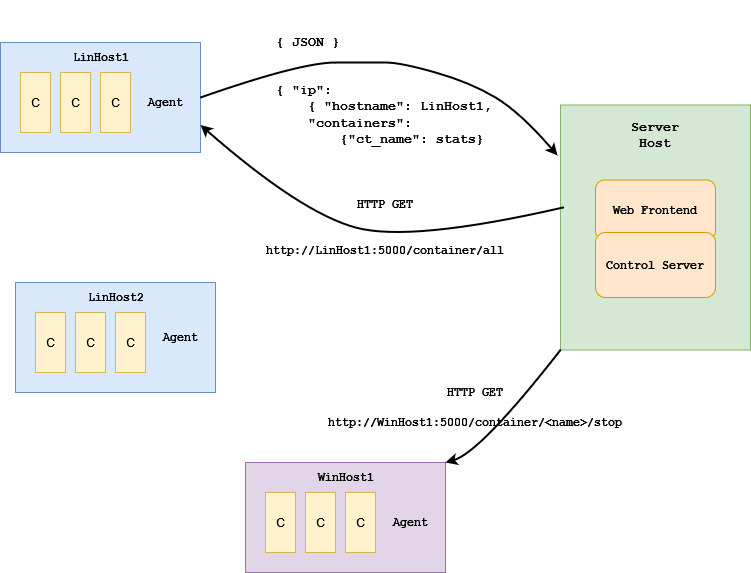 { JSON }
LinHost1
C C C Agent
{ "ip":
{ "hostname": LinHost1,
"containers":
{"ct_name": stats}
Server
Host
HTTP GET
Web Frontend
http://LinHost1:5000/container/all
Control Server
LinHost2
C C C Agent
HTTP GET
http://WinHost1:5000/container/<name>/stop
WinHost1
C C C Agent